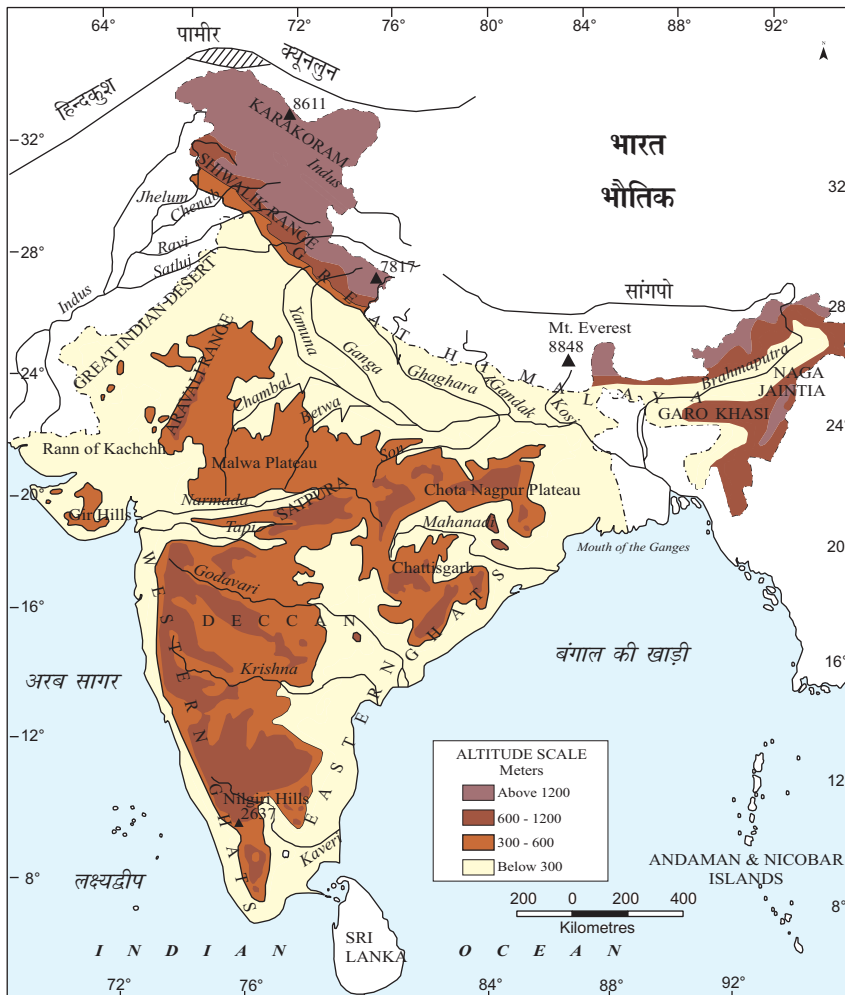 64° 68° 72° 76° 80° 84° 88° 92°
N
पामीर
क्यूनलुन
हिन्दकुश
8611
KARAKORAM
Indus
भारत
भौतिक
32°
32
SHIWALIK RANGE
Jhelum
Chenab
Ravi
Satluj
28°
28°
7817
सांगपो
Indus
GREAT INDIAN DESERT
GREAT HIMALAYA
Mt. Everest
8848
Yamuna
Ganga
Ghaghara
Gandak
Kosi
Brahmaputra
NAGA
JAINTIA
GARO KHASI
24°
24°
ARAVALI RANGE
Chambal
Betwa
Son
Rann of Kachchh
Malwa Plateau
Chota Nagpur Plateau
20°
20
Gir Hills
Narmada
Tapi
SATPURA
Mahanadi
Mouth of the Ganges
Chattisgarh
Godavari
DECCAN
16°
16°
Krishna
WESTERN GHATS
EASTERN GHATS
अरब सागर
बंगाल की खाड़ी
12°
12
Nilgiri Hills
2637
Kaveri
ALTITUDE SCALE
Meters
Above 1200
600 - 1200
300 - 600
Below 300
लक्ष्यद्वीप
ANDAMAN & NICOBAR
ISLANDS
8°
8°
200 0 200 400
Kilometres
SRI
LANKA
INDIAN OCEAN
72° 76° 84° 88° 92°